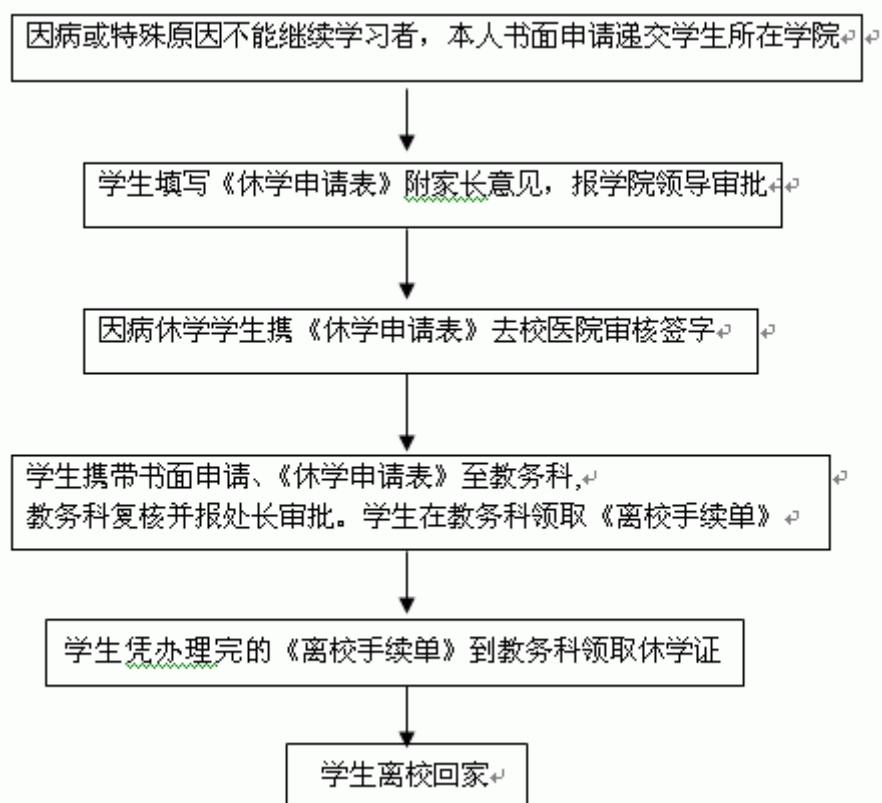 因病或特殊原因不能继续学习者，本人书面申请递交学生所在学院
学生填写《休学申请表》附家长意见，报学院领导审批
因病休学学生携《休学申请表》去校医院审核签字
学生携带书面申请、《休学申请表》至教务科,
教务科复核并报处长审批。学生在教务科领取《离校手续单》
学生凭办理完的《离校手续单》到教务科领取休学证
学生离校回家